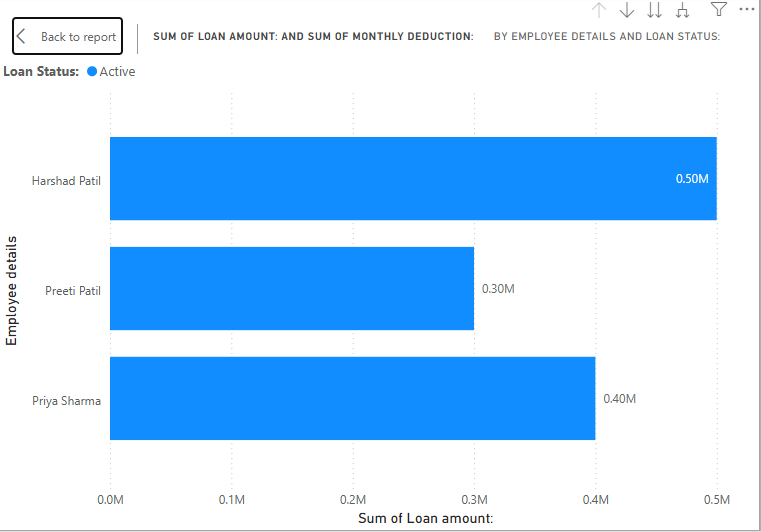 Back to report
SUM OF LOAN AMOUNT: AND SUM OF MONTHLY DEDUCTION: BY EMPLOYEE DETAILS AND LOAN STATUS:
Loan Status: Active
Employee details
Harshad Patil 0.50M
Preeti Patil 0.30M
Priya Sharma 0.40M
0.0M 0.1M 0.2M 0.3M 0.4M 0.5M
Sum of Loan amount: